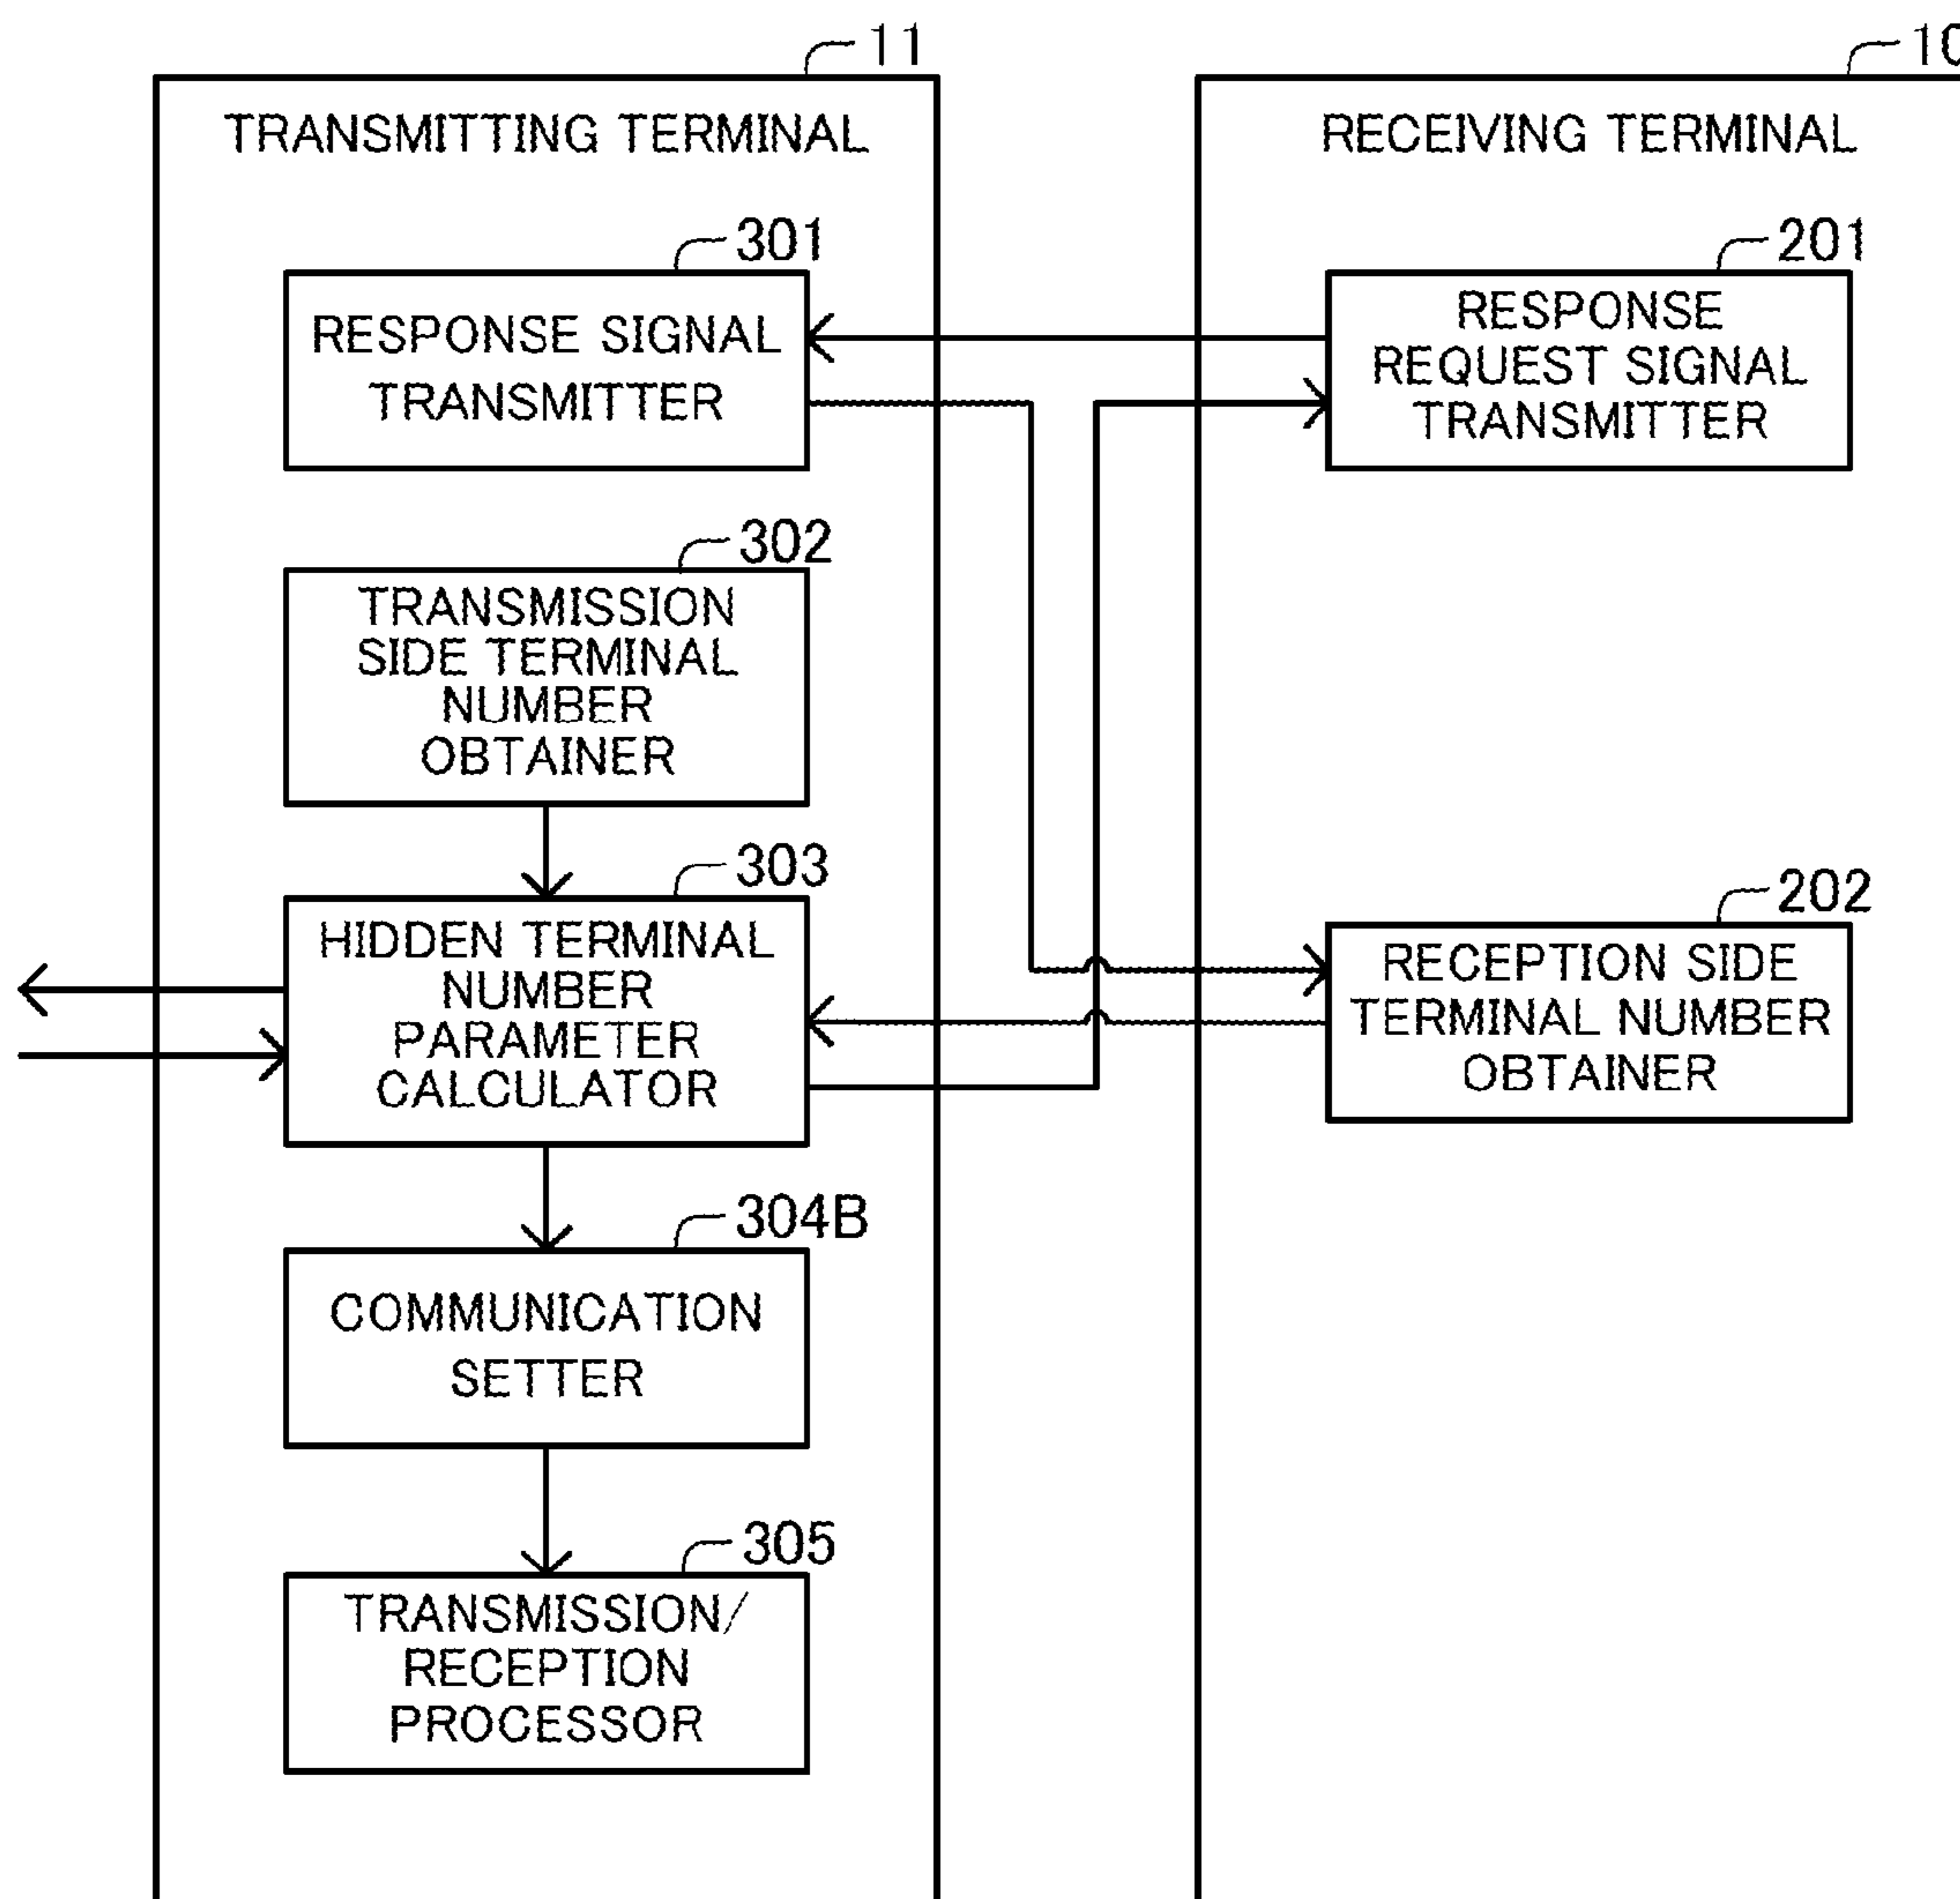 11
10
TRANSMITTING TERMINAL
RECEIVING TERMINAL
301
RESPONSE SIGNAL
TRANSMITTER
201
RESPONSE
REQUEST SIGNAL
TRANSMITTER
302
TRANSMISSION
SIDE TERMINAL
NUMBER
OBTAINER
303
HIDDEN TERMINAL
NUMBER
PARAMETER
CALCULATOR
202
RECEPTION SIDE
TERMINAL NUMBER
OBTAINER
304B
COMMUNICATION
SETTER
305
TRANSMISSION/
RECEPTION
PROCESSOR